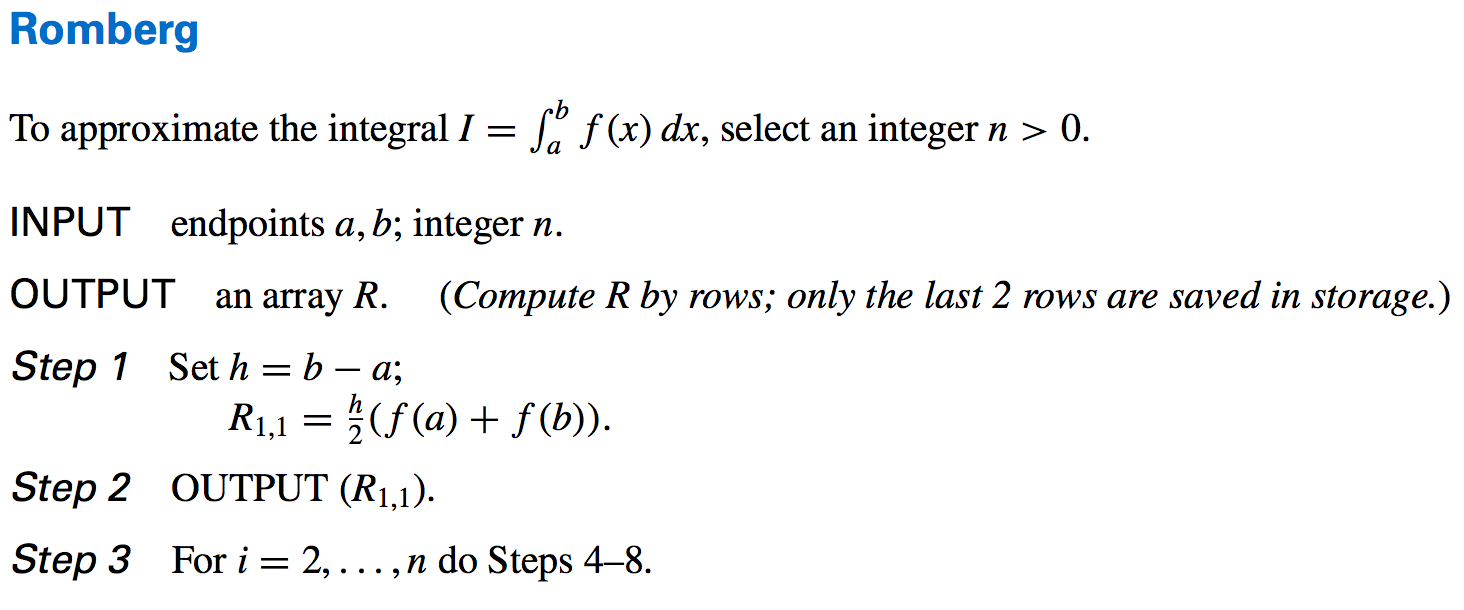 Romberg
To approximate the integral I = ∫_a^b f(x) dx, select an integer n > 0.
INPUT endpoints a, b; integer n.
OUTPUT an array R. (Compute R by rows; only the last 2 rows are saved in storage.)
Step 1 Set h = b − a;
R_{1,1} = \frac{h}{2}(f(a) + f(b)).
Step 2 OUTPUT (R_{1,1}).
Step 3 For i = 2, . . . , n do Steps 4–8.